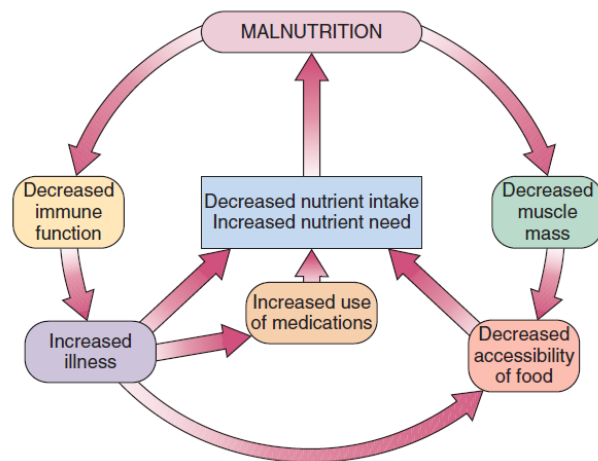 MALNUTRITION
Decreased
immune
function
Decreased nutrient intake
Increased nutrient need
Decreased
muscle
mass
Increased use
of medications
Increased
illness
Decreased
accessibility
of food